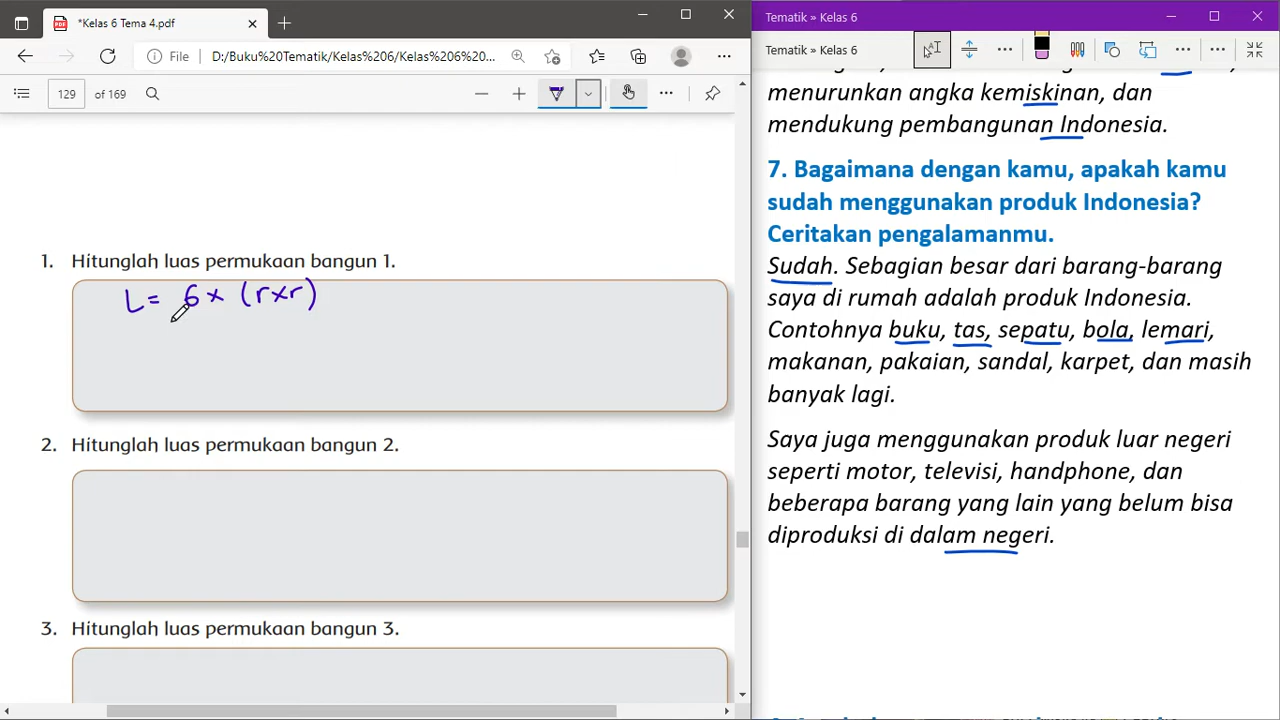 *Kelas 6 Tema 4.pdf
File
D:/Buku%20Tematik/Kelas%206/Kelas%206%20...
129
of 169
1. Hitunglah luas permukaan bangun 1.
L = 6 x (r x r)
2. Hitunglah luas permukaan bangun 2.
3. Hitunglah luas permukaan bangun 3.
Tematik » Kelas 6
Tematik » Kelas 6
menurunkan angka kemiskinan, dan
mendukung pembangunan Indonesia.
7. Bagaimana dengan kamu, apakah kamu
sudah menggunakan produk Indonesia?
Ceritakan pengalamanmu.
Sudah. Sebagian besar dari barang-barang
saya di rumah adalah produk Indonesia.
Contohnya buku, tas, sepatu, bola, lemari,
makanan, pakaian, sandal, karpet, dan masih
banyak lagi.
Saya juga menggunakan produk luar negeri
seperti motor, televisi, handphone, dan
beberapa barang yang lain yang belum bisa
diproduksi di dalam negeri.